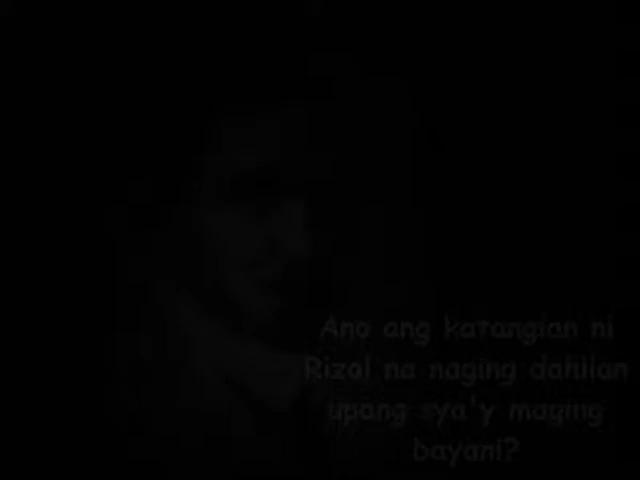 Ano ang katangian ni
Rizal na naging dahilan
upang sya'y maging
bayani?